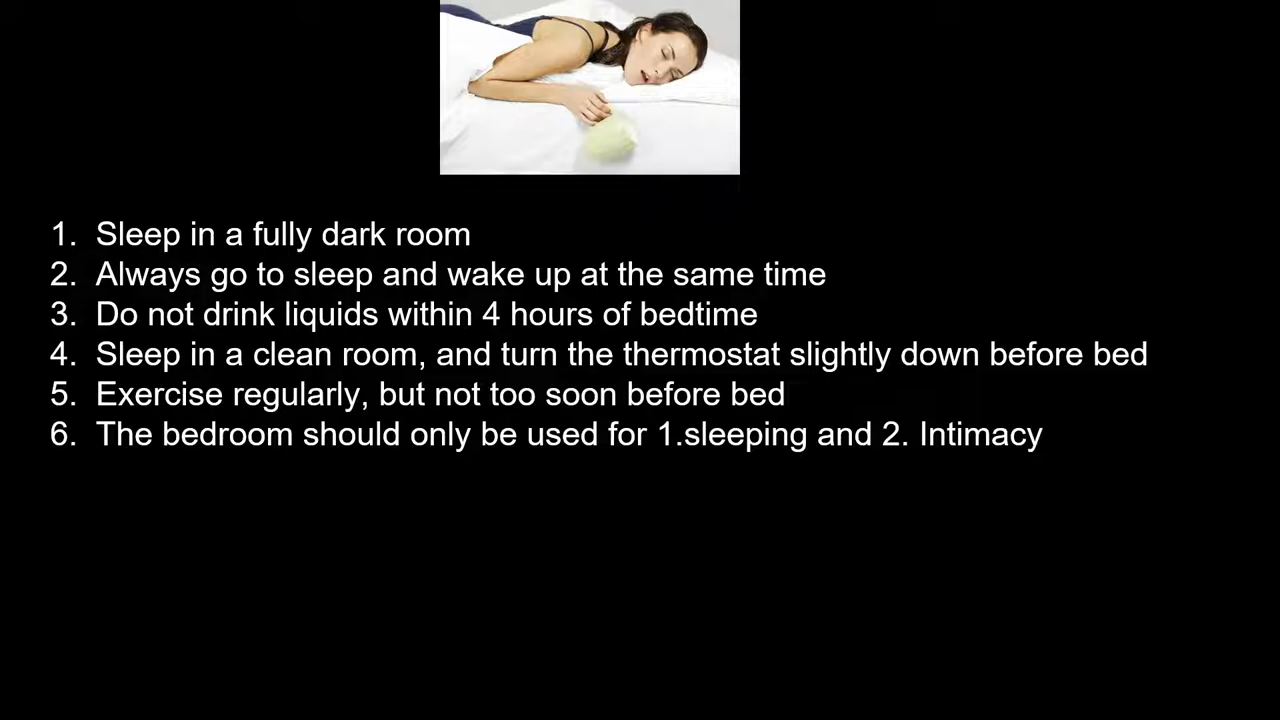 1. Sleep in a fully dark room
2. Always go to sleep and wake up at the same time
3. Do not drink liquids within 4 hours of bedtime
4. Sleep in a clean room, and turn the thermostat slightly down before bed
5. Exercise regularly, but not too soon before bed
6. The bedroom should only be used for 1.sleeping and 2. Intimacy